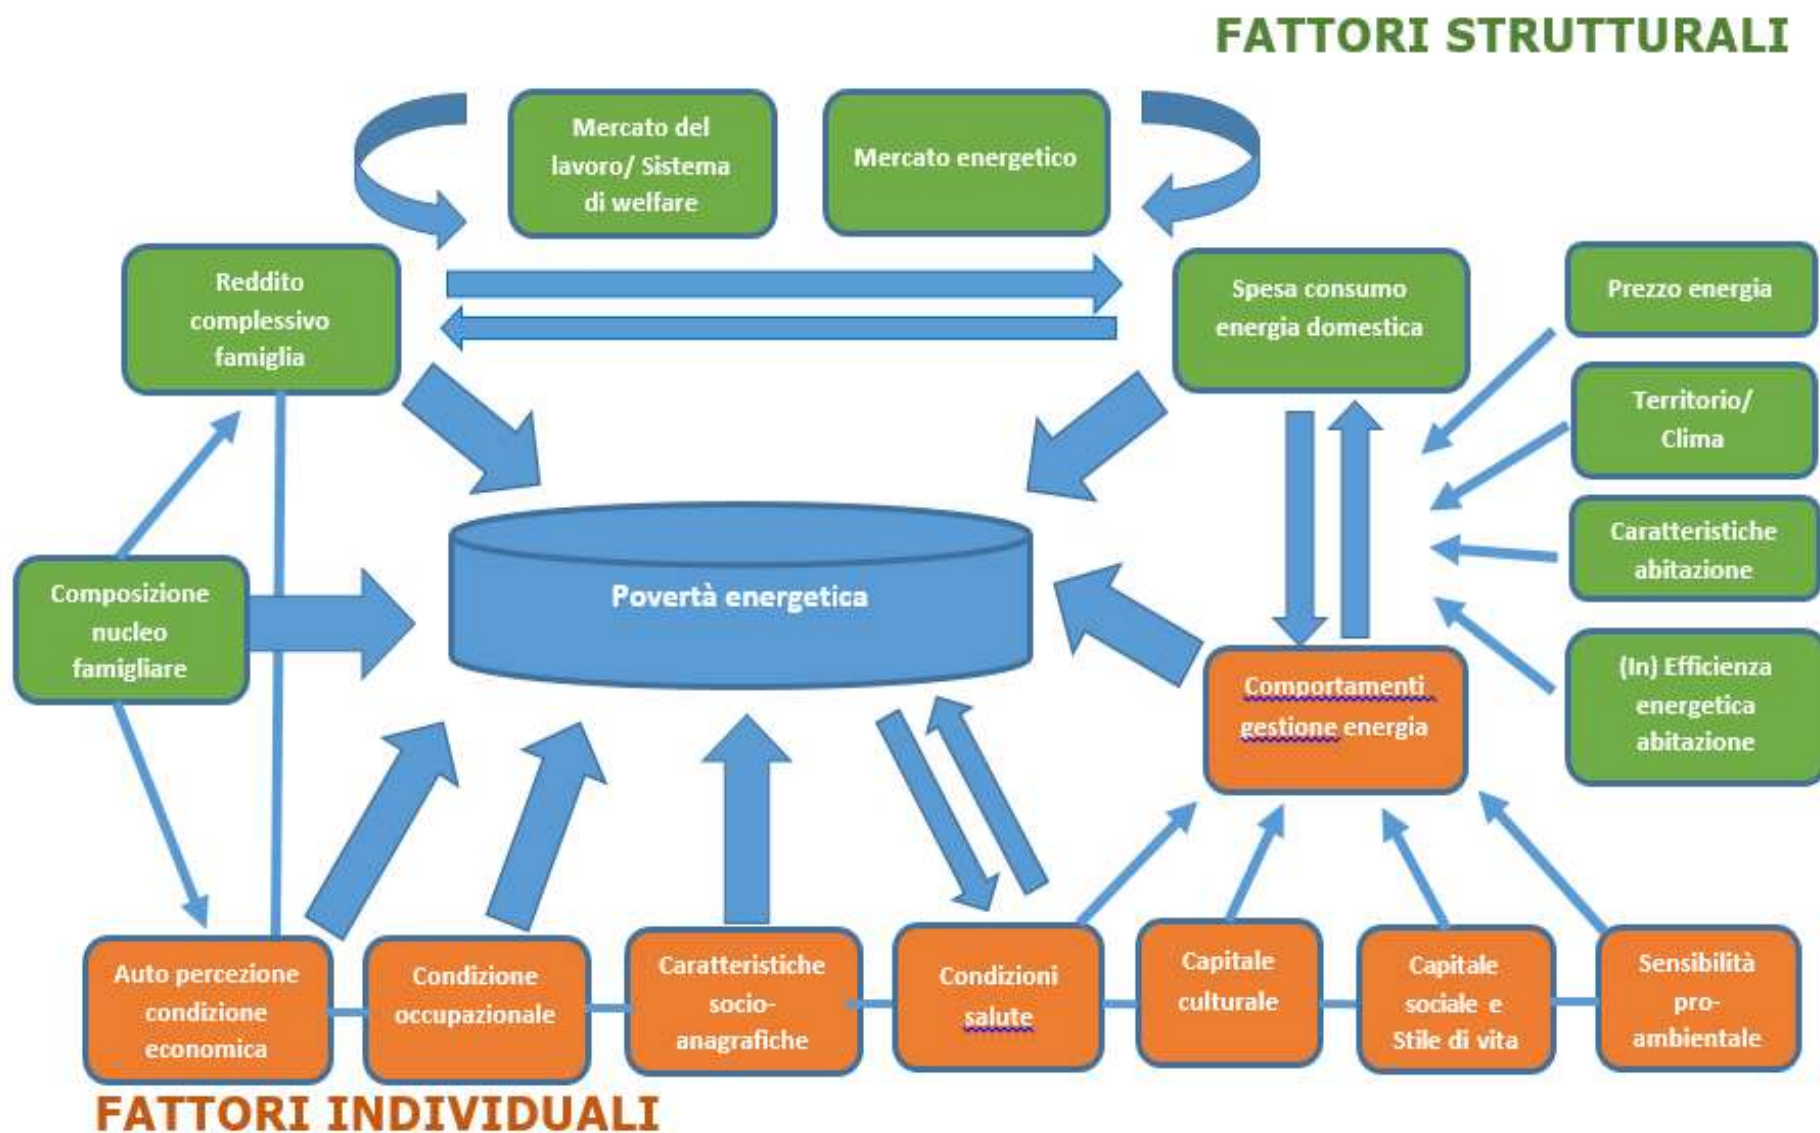 FATTORI STRUTTURALI
Mercato del
lavoro/ Sistema
di welfare
Mercato energetico
Reddito
complessivo
famiglia
Spesa consumo
energia domestica
Prezzo energia
Territorio/
Clima
Caratteristiche
abitazione
(In) Efficienza
energetica
abitazione
Composizione
nucleo
famigliare
Povertà energetica
Comportamenti
gestione energia
Auto percezione
condizione
economica
Condizione
occupazionale
Caratteristiche
socio-
anagrafiche
Condizioni
salute
Capitale
culturale
Capitale
sociale e
Stile di vita
Sensibilità
pro-
ambientale
FATTORI INDIVIDUALI